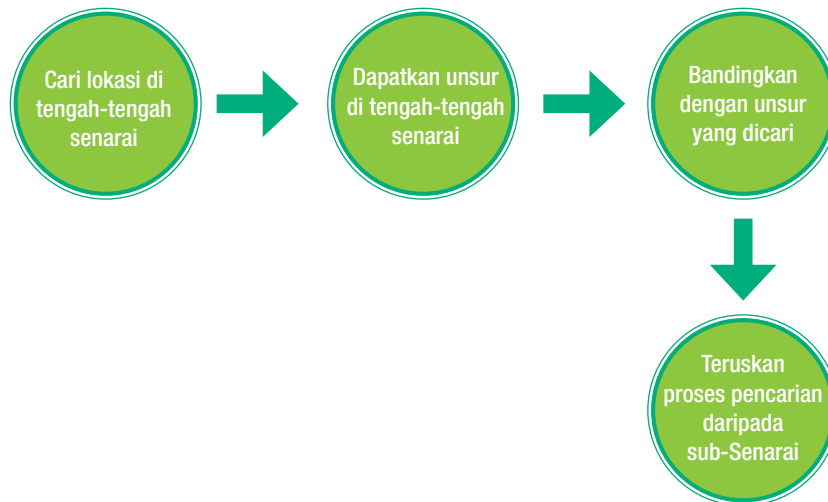 Cari lokasi di
tengah-tengah
senarai
Dapatkan unsur
di tengah-tengah
senarai
Bandingkan
dengan unsur
yang dicari
Teruskan
proses pencarian
daripada
sub-Senarai